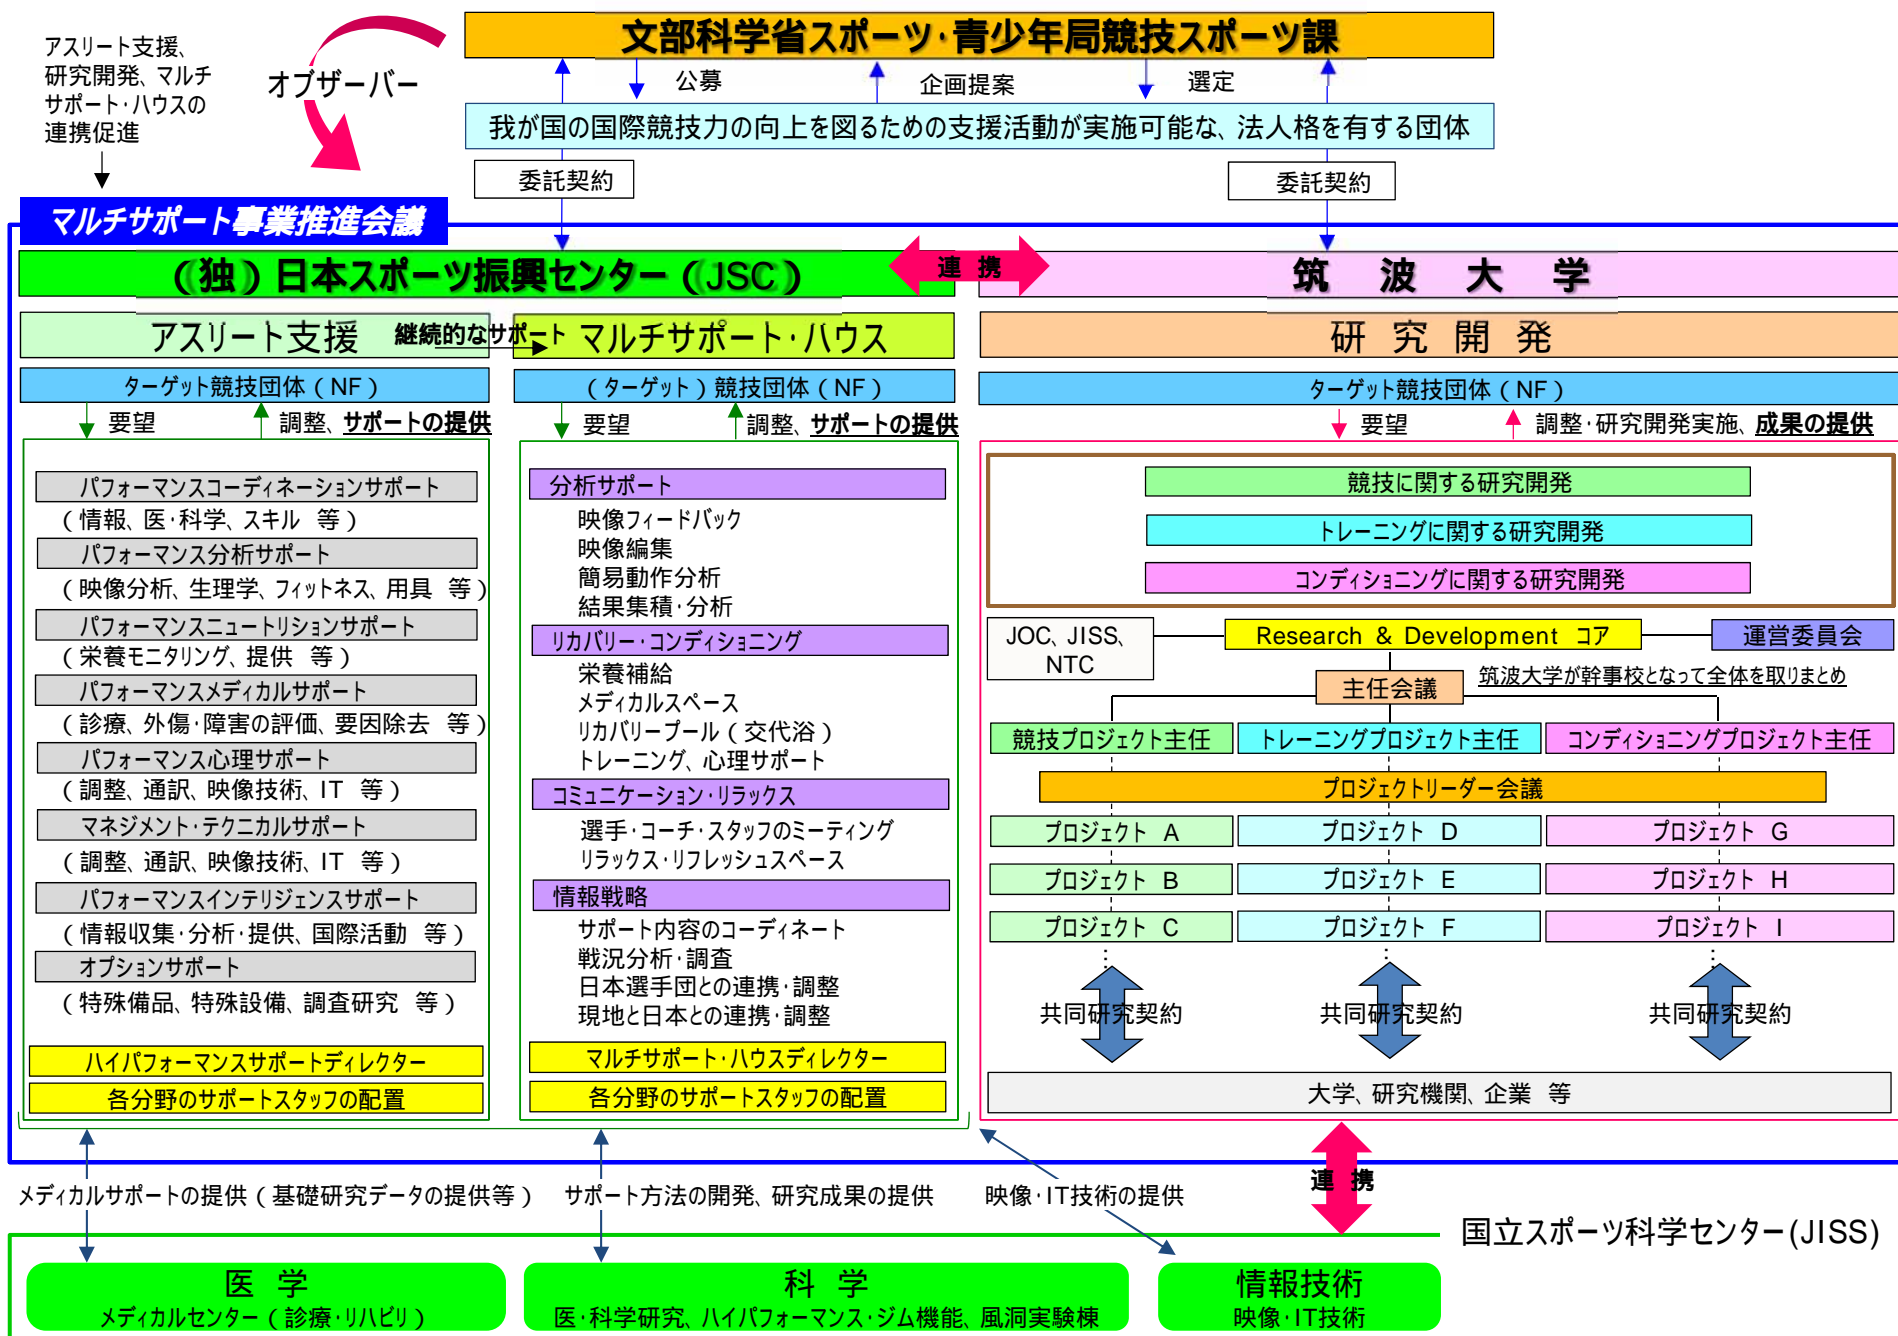 文部科学省スポーツ・青少年局競技スポーツ課
アスリート支援、
研究開発、マルチ
サポート・ハウスの
連携促進
オブザーバー
公募
企画提案
選定
我が国の国際競技力の向上を図るための支援活動が実施可能な、法人格を有する団体
委託契約
委託契約
マルチサポート事業推進会議
（独）日本スポーツ振興センター（JSC）
連 携
筑 波 大 学
アスリート支援
継続的なサポート
マルチサポート・ハウス
研 究 開 発
ターゲット競技団体（NF）
（ターゲット）競技団体（NF）
ターゲット競技団体（NF）
要望
調整、サポートの提供
要望
調整、サポートの提供
要望
調整・研究開発実施、成果の提供
パフォーマンスコーディネーションサポート
（情報、医・科学、スキル 等）
パフォーマンス分析サポート
（映像分析、生理学、フィットネス、用具 等）
パフォーマンスニュートリションサポート
（栄養モニタリング、提供 等）
パフォーマンスメディカルサポート
（診療、外傷・障害の評価、要因除去 等）
パフォーマンス心理サポート
（調整、通訳、映像技術、IT 等）
マネジメント・テクニカルサポート
（調整、通訳、映像技術、IT 等）
パフォーマンスインテリジェンスサポート
（情報収集・分析・提供、国際活動 等）
オプションサポート
（特殊備品、特殊設備、調査研究 等）
ハイパフォーマンスサポートディレクター
各分野のサポートスタッフの配置
分析サポート
映像フィードバック
映像編集
簡易動作分析
結果集積・分析
リカバリー・コンディショニング
栄養補給
メディカルスペース
リカバリープール（交代浴）
トレーニング、心理サポート
コミュニケーション・リラックス
選手・コーチ・スタッフのミーティング
リラックス・リフレッシュスペース
情報戦略
サポート内容のコーディネート
戦況分析・調査
日本選手団との連携・調整
現地と日本との連携・調整
マルチサポート・ハウスディレクター
各分野のサポートスタッフの配置
競技に関する研究開発
トレーニングに関する研究開発
コンディショニングに関する研究開発
JOC、JISS、
NTC
Research & Development コア
運営委員会
主任会議
筑波大学が幹事校となって全体を取りまとめ
競技プロジェクト主任
トレーニングプロジェクト主任
コンディショニングプロジェクト主任
プロジェクトリーダー会議
プロジェクト A
プロジェクト D
プロジェクト G
プロジェクト B
プロジェクト E
プロジェクト H
プロジェクト C
プロジェクト F
プロジェクト I
共同研究契約
共同研究契約
共同研究契約
大学、研究機関、企業 等
メディカルサポートの提供（基礎研究データの提供等）
サポート方法の開発、研究成果の提供
映像・IT技術の提供
連 携
国立スポーツ科学センター(JISS)
医 学
メディカルセンター（診療・リハビリ）
科 学
医・科学研究、ハイパフォーマンス・ジム機能、風洞実験棟
情報技術
映像・IT技術